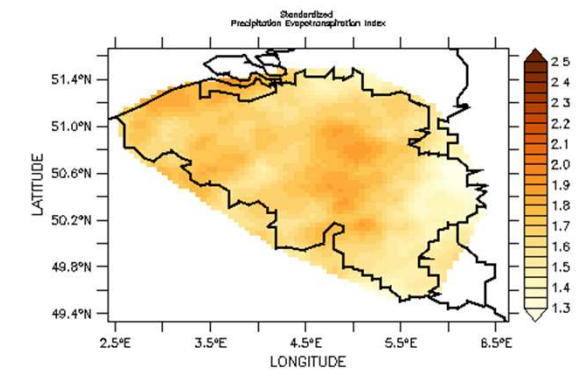 Standardized
Precipitation Evapotranspiration Index
51.4°N
51.0°N
50.6°N
50.2°N
49.8°N
49.4°N
LATITUDE
2.5°E 3.5°E 4.5°E 5.5°E 6.5°E
LONGITUDE
2.5
2.4
2.3
2.2
2.1
2.0
1.9
1.8
1.7
1.6
1.5
1.4
1.3